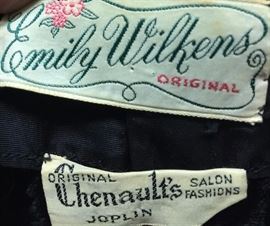 Emily Wilkens
ORIGINAL
ORIGINAL Chenault's SALON FASHIONS
JOPLIN